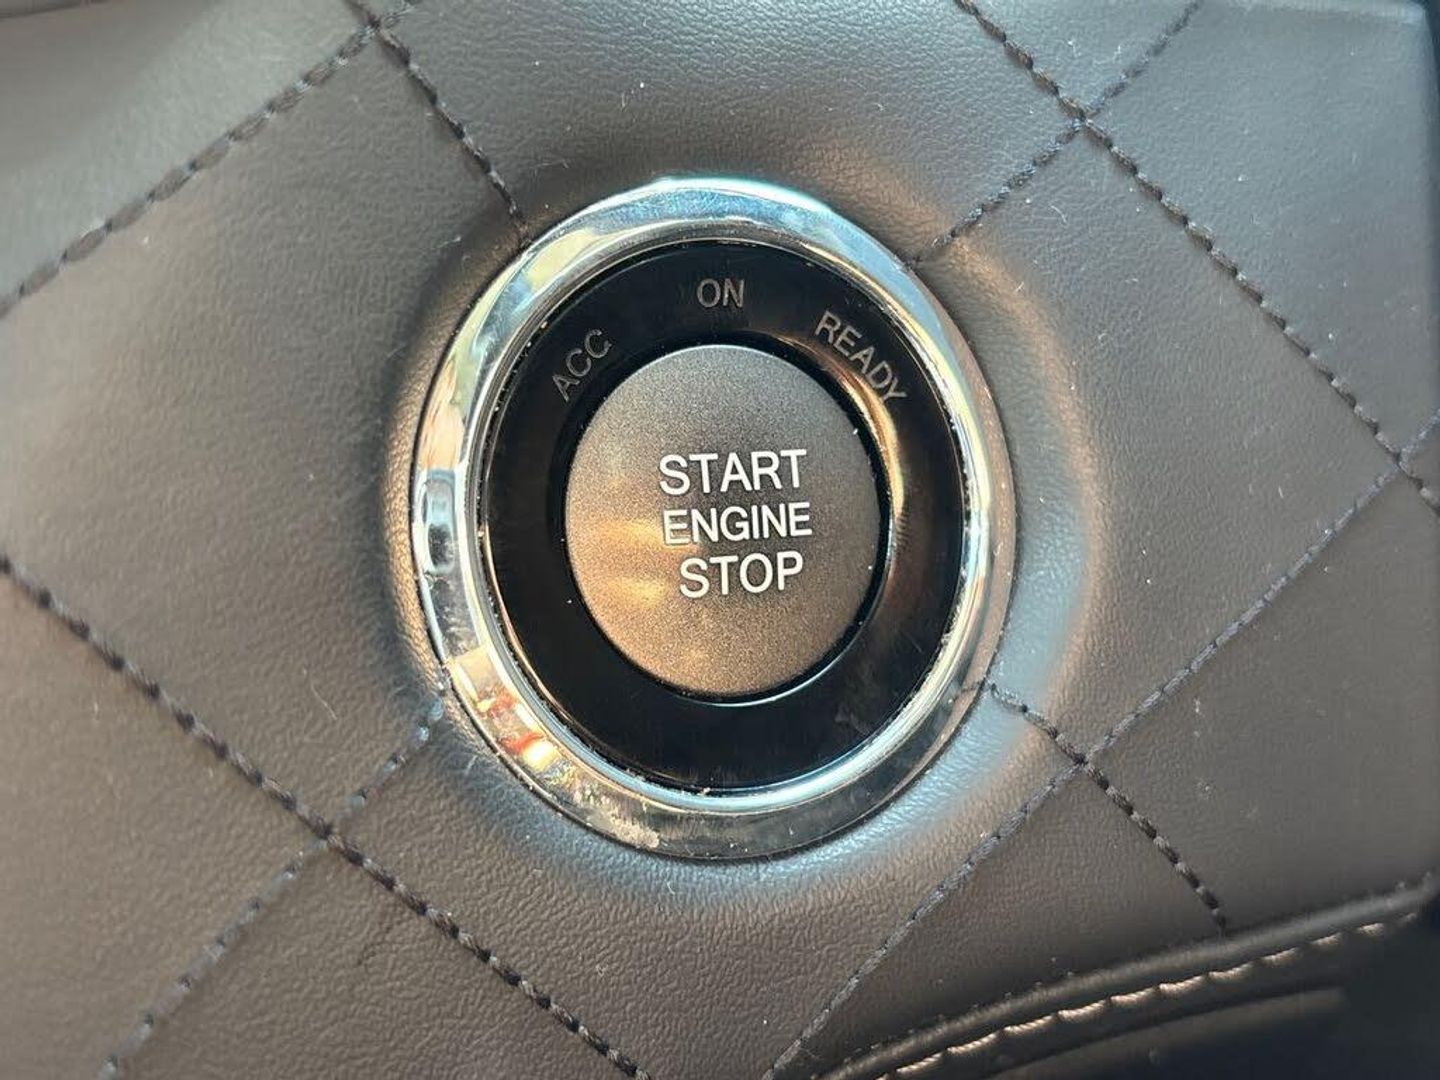 ACC
ON
READY
START
ENGINE
STOP